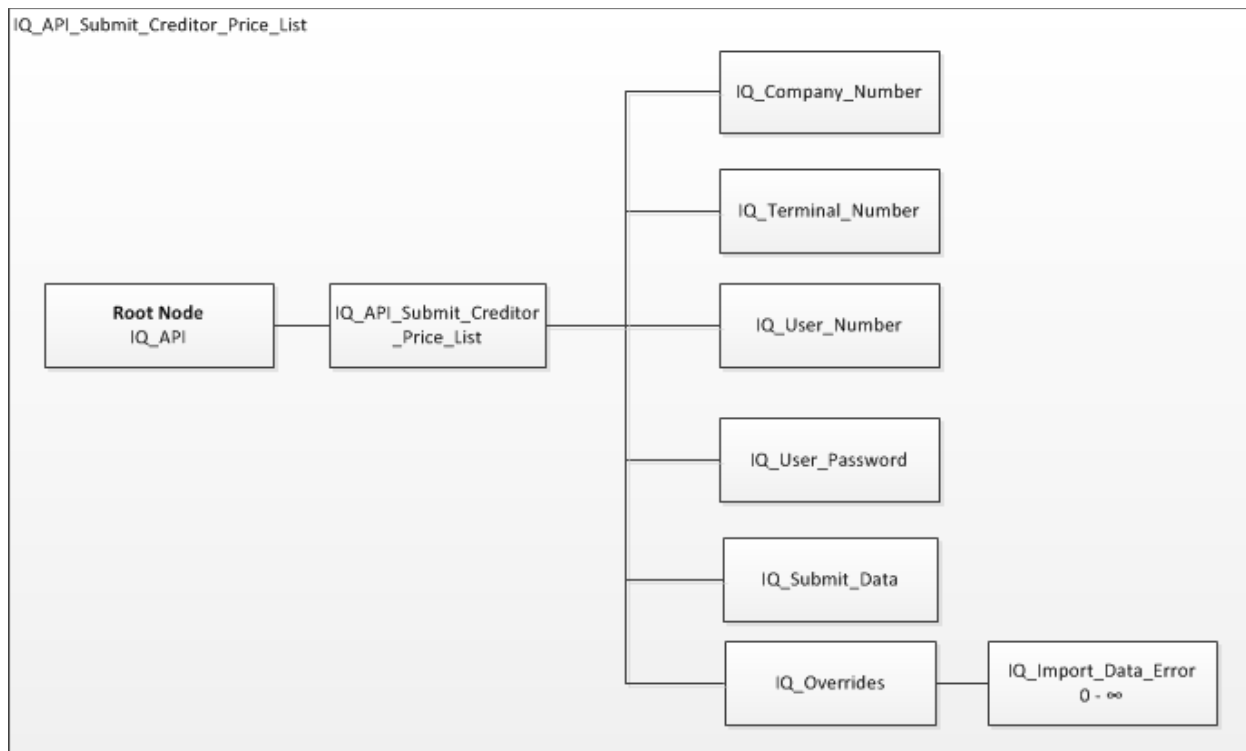 IQ_API_Submit_Creditor_Price_List
IQ_Company_Number
IQ_Terminal_Number
Root Node
IQ_API
IQ_API_Submit_Creditor
_Price_List
IQ_User_Number
IQ_User_Password
IQ_Submit_Data
IQ_Overrides
IQ_Import_Data_Error
0 - ∞